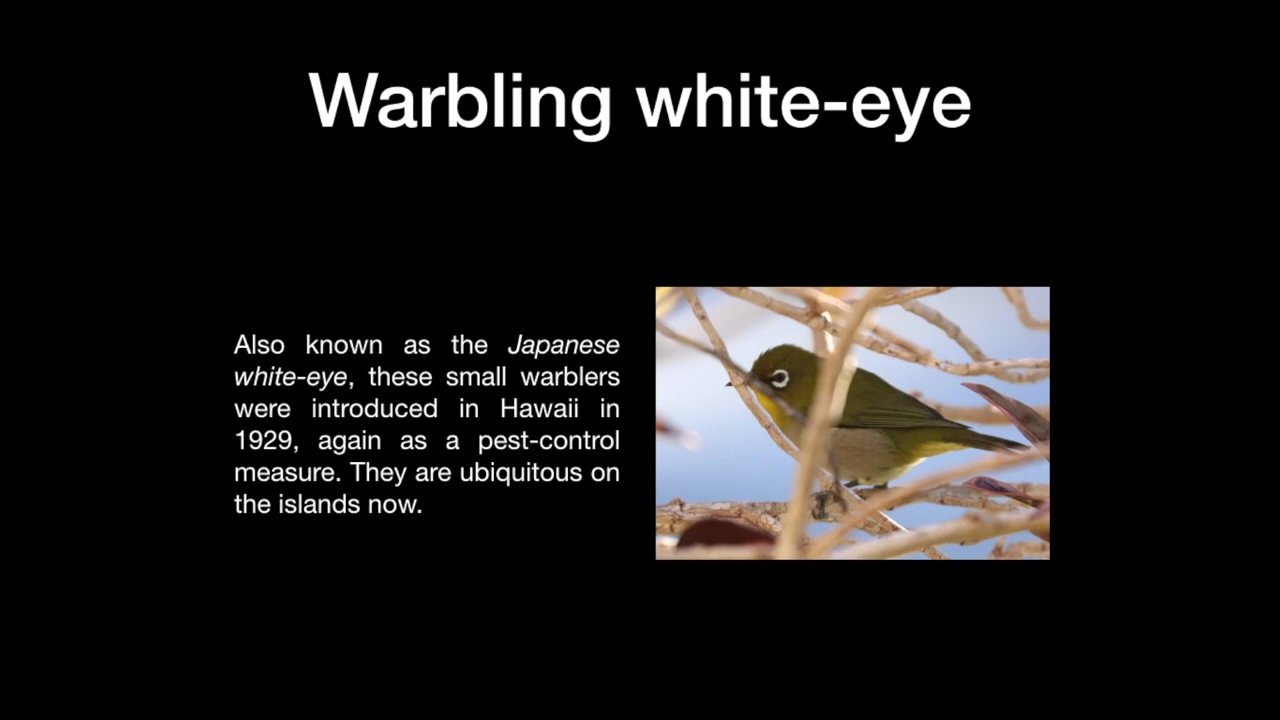 Warbling white-eye
Also known as the Japanese
white-eye, these small warblers
were introduced in Hawaii in
1929, again as a pest-control
measure. They are ubiquitous on
the islands now.